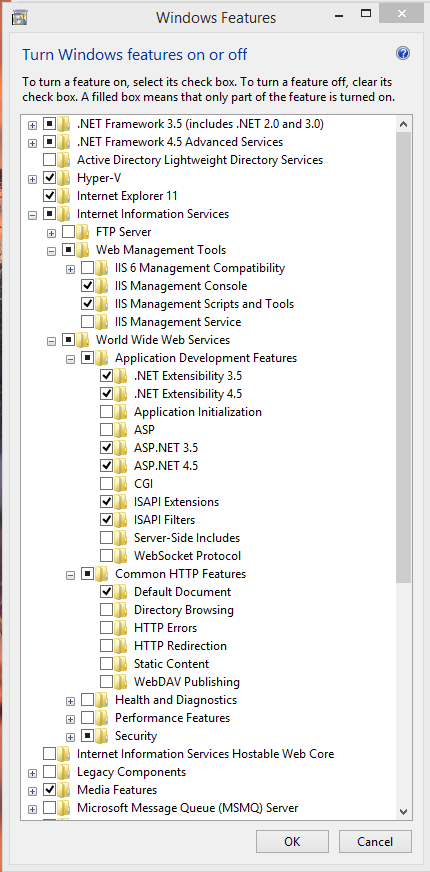 Windows Features
Turn Windows features on or off
To turn a feature on, select its check box. To turn a feature off, clear its
check box. A filled box means that only part of the feature is turned on.
.NET Framework 3.5 (includes .NET 2.0 and 3.0)
.NET Framework 4.5 Advanced Services
Active Directory Lightweight Directory Services
Hyper-V
Internet Explorer 11
Internet Information Services
FTP Server
Web Management Tools
IIS 6 Management Compatibility
IIS Management Console
IIS Management Scripts and Tools
IIS Management Service
World Wide Web Services
Application Development Features
.NET Extensibility 3.5
.NET Extensibility 4.5
Application Initialization
ASP
ASP.NET 3.5
ASP.NET 4.5
CGI
ISAPI Extensions
ISAPI Filters
Server-Side Includes
WebSocket Protocol
Common HTTP Features
Default Document
Directory Browsing
HTTP Errors
HTTP Redirection
Static Content
WebDAV Publishing
Health and Diagnostics
Performance Features
Security
Internet Information Services Hostable Web Core
Legacy Components
Media Features
Microsoft Message Queue (MSMQ) Server
OK
Cancel